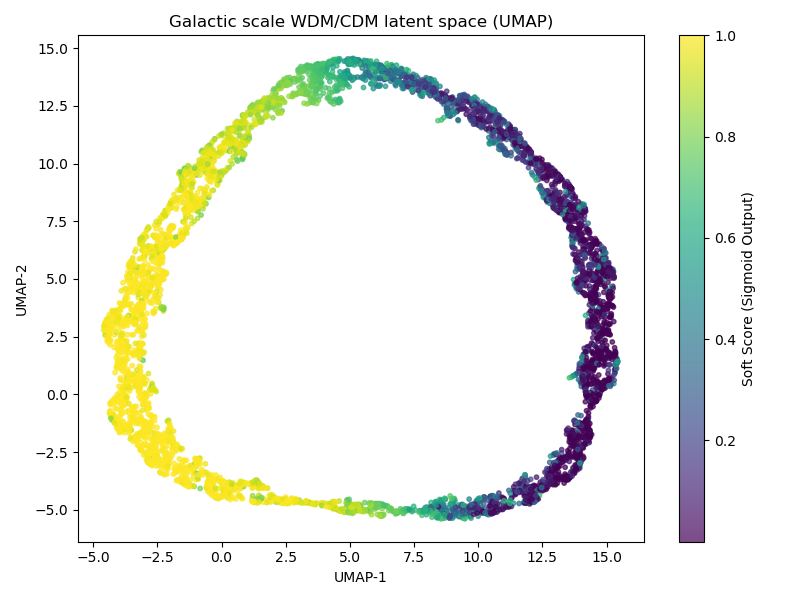 Galactic scale WDM/CDM latent space (UMAP)
15.0
12.5
10.0
7.5
5.0
2.5
0.0
−2.5
−5.0
UMAP-2
−5.0 −2.5 0.0 2.5 5.0 7.5 10.0 12.5 15.0
UMAP-1
1.0
0.8
0.6
0.4
0.2
Soft Score (Sigmoid Output)